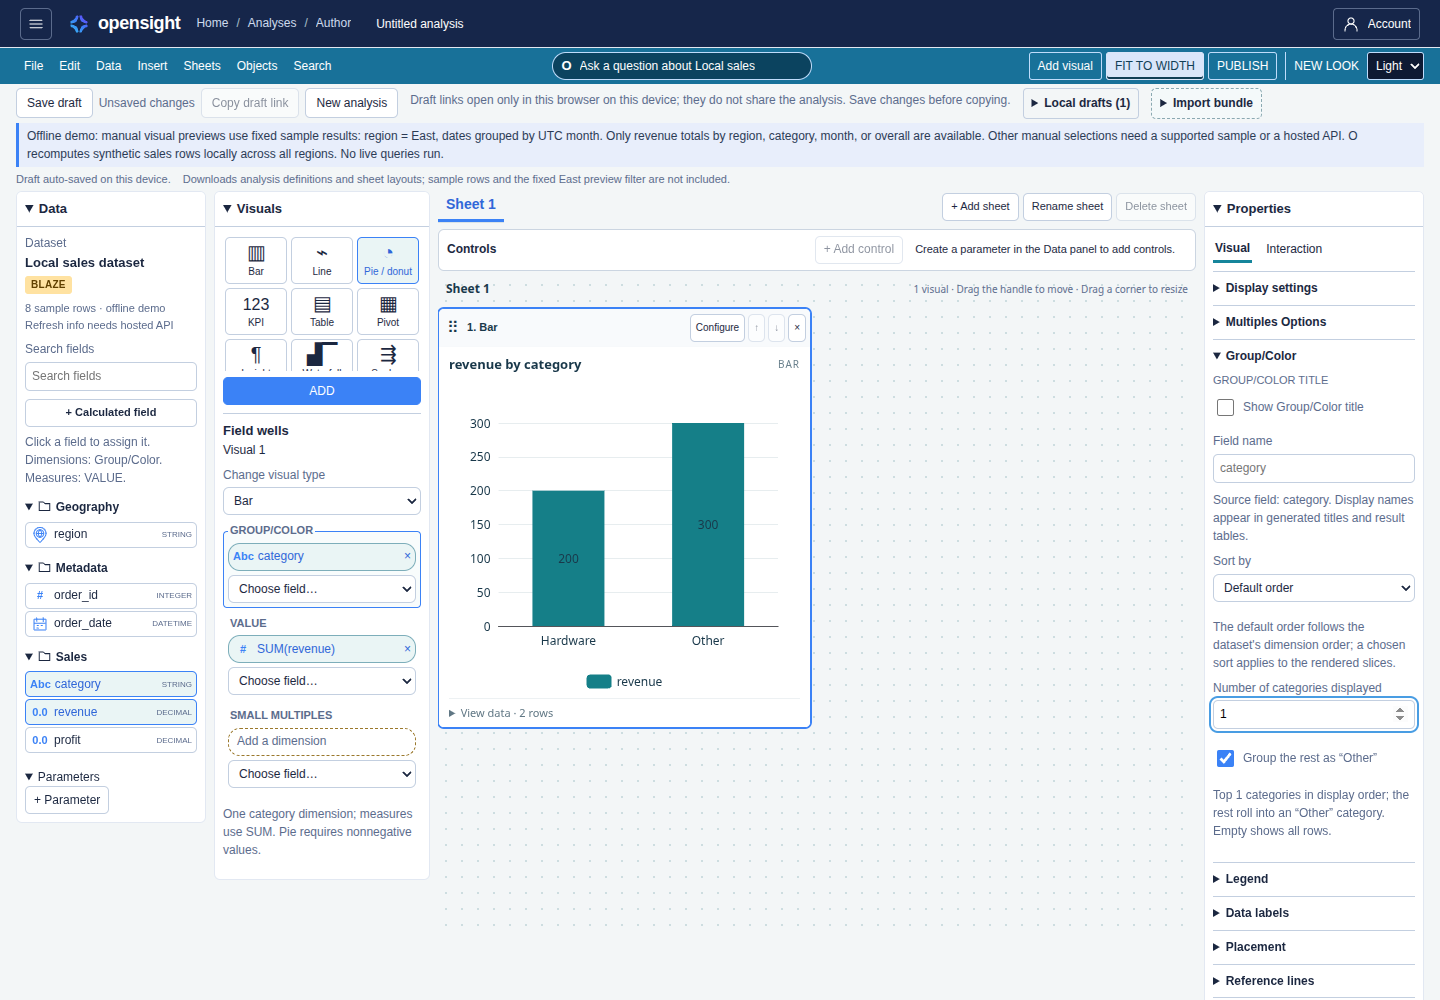 opensight
Home / Analyses / Author
Untitled analysis
Account
File
Edit
Data
Insert
Sheets
Objects
Search
O Ask a question about Local sales
Add visual
FIT TO WIDTH
PUBLISH
NEW LOOK
Light
Save draft
Unsaved changes
Copy draft link
New analysis
Draft links open only in this browser on this device; they do not share the analysis. Save changes before copying.
Local drafts (1)
Import bundle
Offline demo: manual visual previews use fixed sample results: region = East, dates grouped by UTC month. Only revenue totals by region, category, month, or overall are available. Other manual selections need a supported sample or a hosted API. O
recomputes synthetic sales rows locally across all regions. No live queries run.
Draft auto-saved on this device.
Downloads analysis definitions and sheet layouts; sample rows and the fixed East preview filter are not included.
Data
Dataset
Local sales dataset
BLAZE
8 sample rows · offline demo
Refresh info needs hosted API
Search fields
Search fields
+ Calculated field
Click a field to assign it.
Dimensions: Group/Color.
Measures: VALUE.
Geography
region STRING
Metadata
# order_id INTEGER
order_date DATETIME
Sales
Abc category STRING
0.0 revenue DECIMAL
0.0 profit DECIMAL
Parameters
+ Parameter
Visuals
Bar
Line
Pie / donut
123
KPI
Table
Pivot
¶
ADD
Field wells
Visual 1
Change visual type
Bar
GROUP/COLOR
Abc category ×
Choose field…
VALUE
# SUM(revenue) ×
Choose field…
SMALL MULTIPLES
Add a dimension
Choose field…
One category dimension; measures
use SUM. Pie requires nonnegative
values.
Sheet 1
+ Add sheet
Rename sheet
Delete sheet
Controls
+ Add control
Create a parameter in the Data panel to add controls.
Sheet 1
1 visual · Drag the handle to move · Drag a corner to resize
1. Bar
Configure
↑
↓
×
revenue by category
BAR
300
250
200
150
100
50
0
200
300
Hardware
Other
revenue
View data · 2 rows
Properties
Visual
Interaction
Display settings
Multiples Options
Group/Color
GROUP/COLOR TITLE
Show Group/Color title
Field name
category
Source field: category. Display names
appear in generated titles and result
tables.
Sort by
Default order
The default order follows the
dataset's dimension order; a chosen
sort applies to the rendered slices.
Number of categories displayed
1
Group the rest as “Other”
Top 1 categories in display order; the
rest roll into an “Other” category.
Empty shows all rows.
Legend
Data labels
Placement
Reference lines